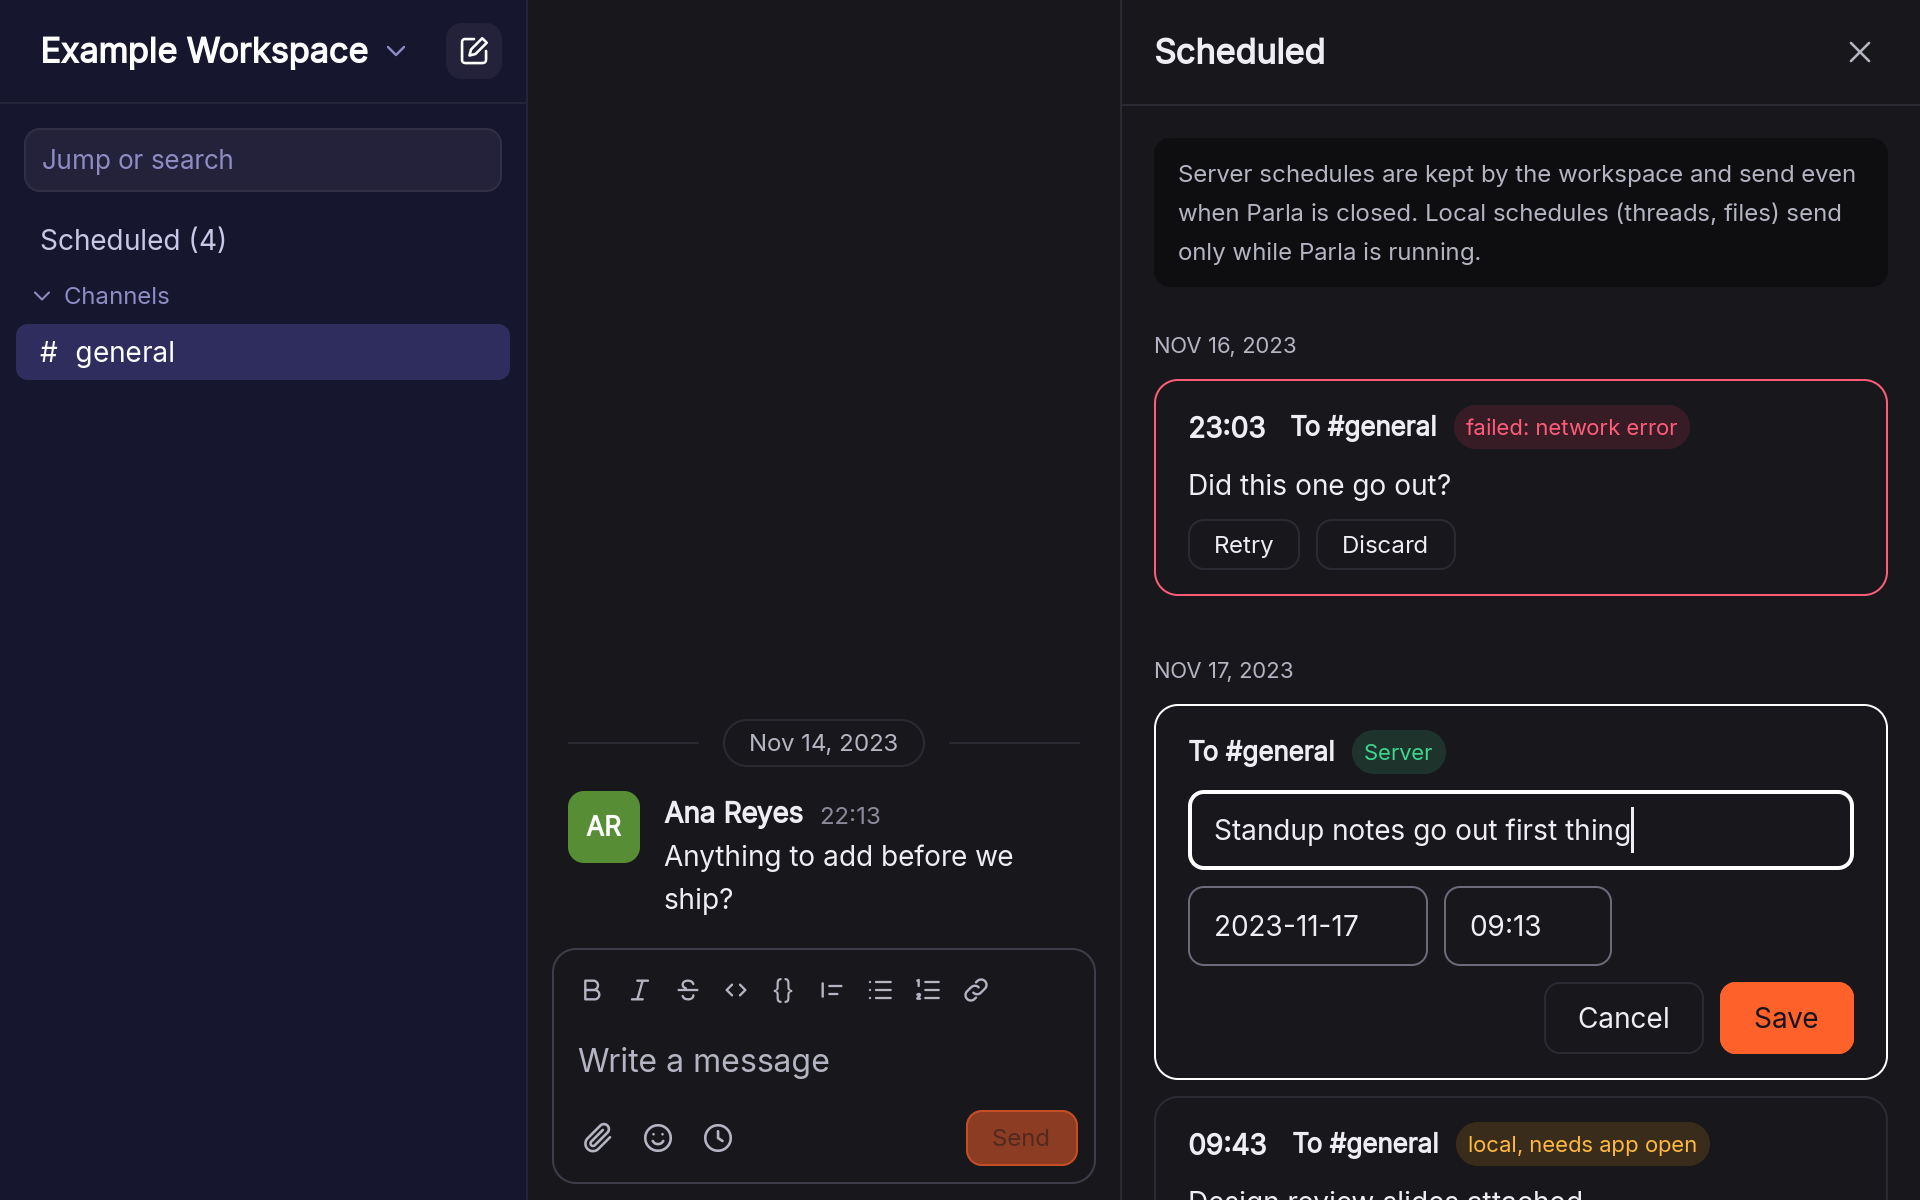 Example Workspace
Jump or search
Scheduled (4)
Channels
# general
Nov 14, 2023
AR
Ana Reyes 22:13
Anything to add before we
ship?
Write a message
Send
Scheduled
Server schedules are kept by the workspace and send even
when Parla is closed. Local schedules (threads, files) send
only while Parla is running.
NOV 16, 2023
23:03 To #general failed: network error
Did this one go out?
Retry Discard
NOV 17, 2023
To #general Server
Standup notes go out first thing
2023-11-17 09:13
Cancel Save
09:43 To #general local, needs app open
Design review slides attached